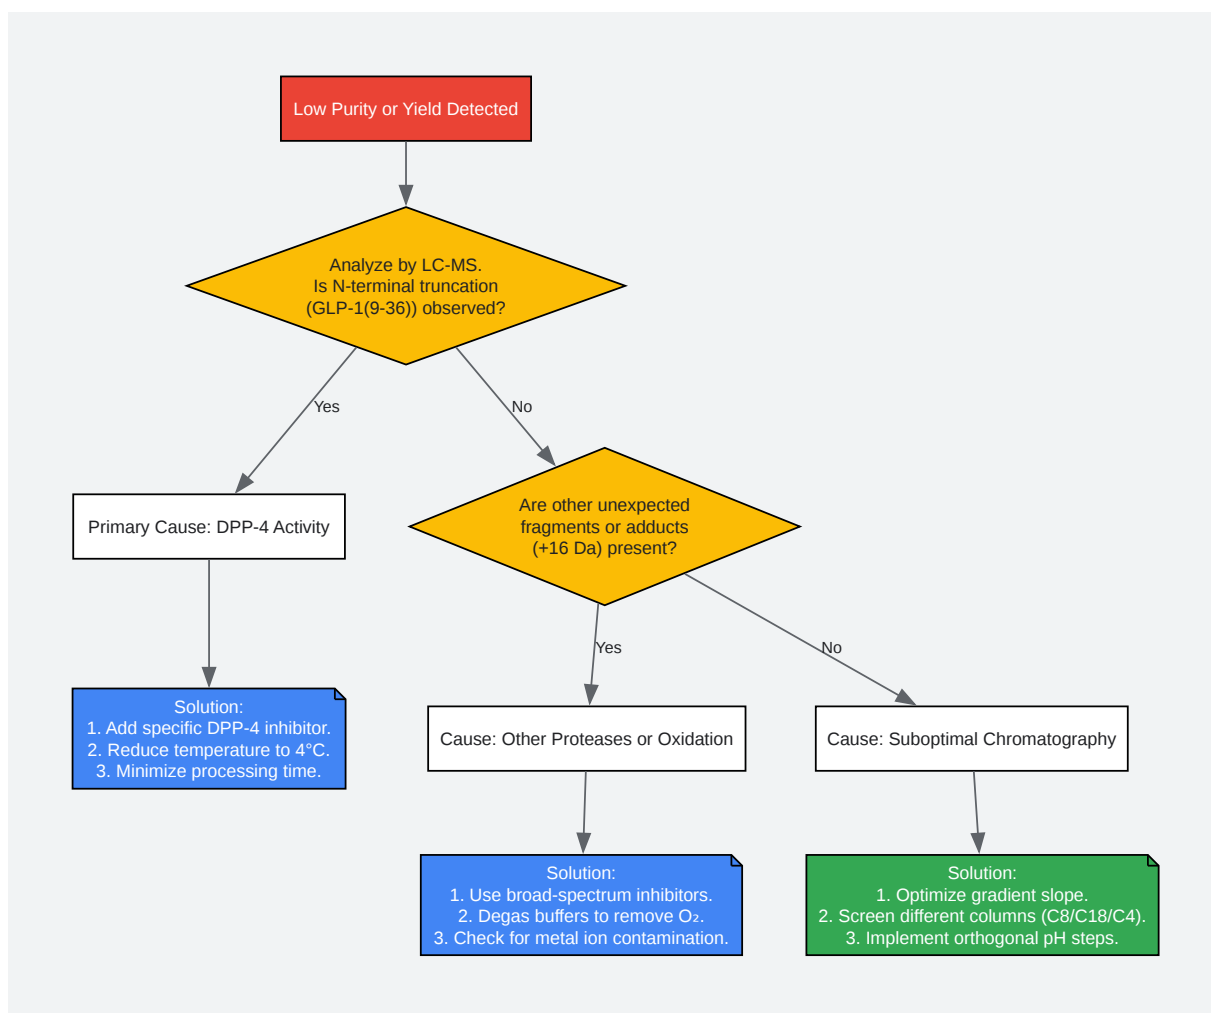 Low Purity or Yield Detected
Analyze by LC-MS.
Is N-terminal truncation
(GLP-1(9-36)) observed?
Yes
No
Primary Cause: DPP-4 Activity
Are other unexpected
fragments or adducts
(+16 Da) present?
Yes
No
Solution:
1. Add specific DPP-4 inhibitor.
2. Reduce temperature to 4°C.
3. Minimize processing time.
Cause: Other Proteases or Oxidation
Cause: Suboptimal Chromatography
Solution:
1. Use broad-spectrum inhibitors.
2. Degas buffers to remove O₂.
3. Check for metal ion contamination.
Solution:
1. Optimize gradient slope.
2. Screen different columns (C8/C18/C4).
3. Implement orthogonal pH steps.